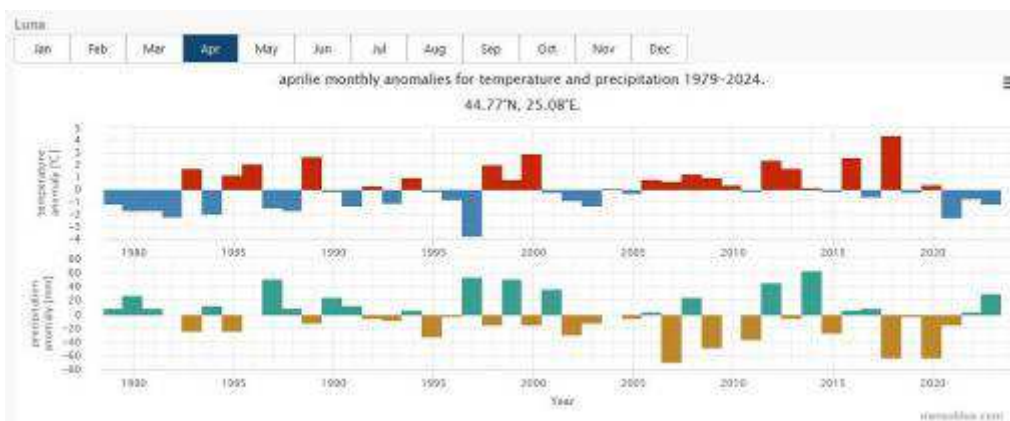 Luna
Jan Feb Mar Apr May Jun Jul Aug Sep Oct Nov Dec
aprilie monthly anomalies for temperature and precipitation 1979-2024.
44.77°N, 25.08°E.
temperature
anomaly [°C]
5
4
3
2
1
0
-1
-2
-3
-4
1980 1985 1990 1995 2000 2005 2010 2015 2020
precipitation
anomaly [mm]
80
60
40
20
0
-20
-40
-60
-80
1980 1985 1990 1995 2000 2005 2010 2015 2020
Year
meteoblue.com